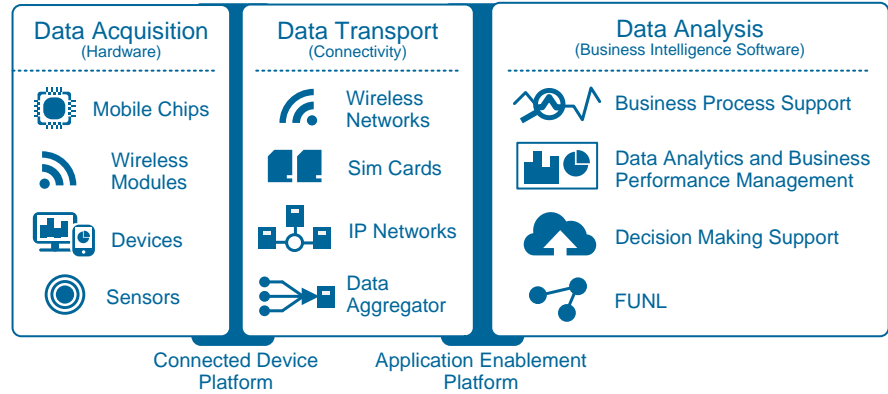 Data Acquisition
(Hardware)
Mobile Chips
Wireless
Modules
Devices
Sensors
Data Transport
(Connectivity)
Wireless
Networks
Sim Cards
IP Networks
Data
Aggregator
Data Analysis
(Business Intelligence Software)
Business Process Support
Data Analytics and Business
Performance Management
Decision Making Support
FUNL
Connected Device
Platform
Application Enablement
Platform